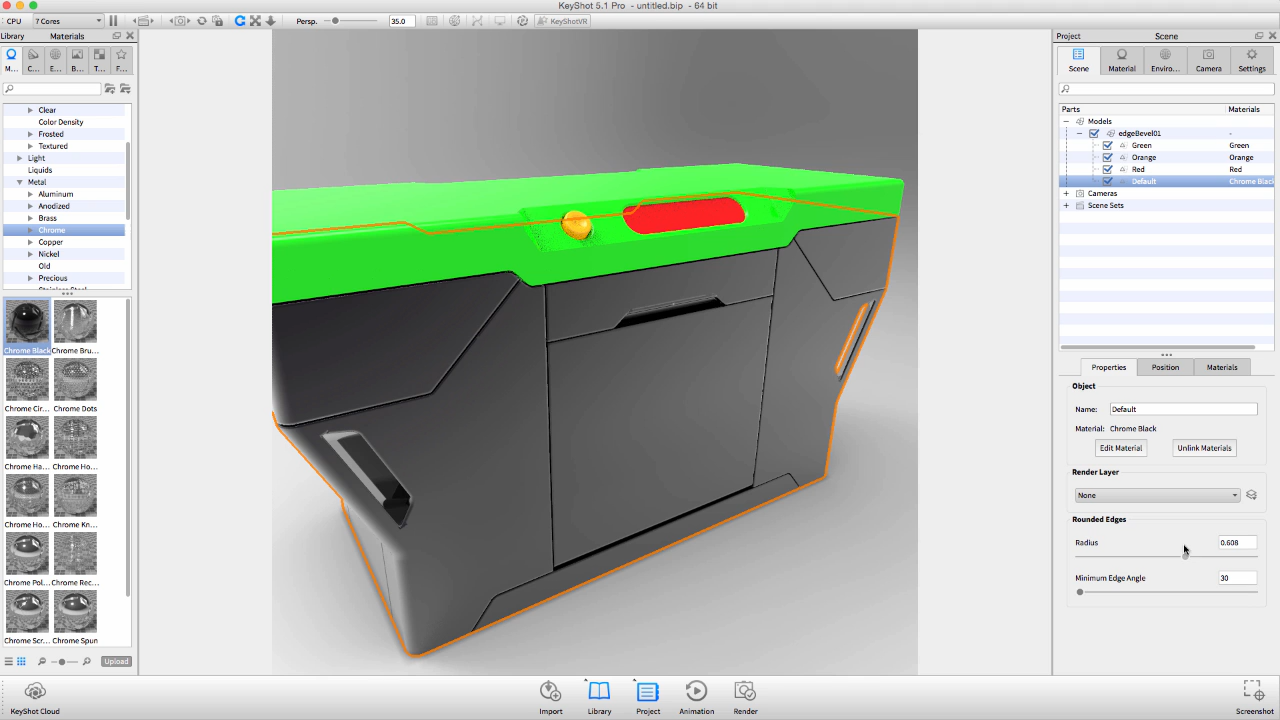 KeyShot 5.1 Pro - untitled.bip - 64 bit
CPU 7 Cores Persp. 35.0 KeyShotVR
Library Materials
M... C... E... B... T... F...
Clear
Color Density
Frosted
Textured
Light
Liquids
Metal
Aluminum
Anodized
Brass
Chrome
Copper
Nickel
Old
Precious
Chrome Black Chrome Bru...
Chrome Cir... Chrome Dots
Chrome Ha... Chrome Ho...
Chrome Ho... Chrome Kn...
Chrome Pol... Chrome Rec...
Chrome Scr... Chrome Spun
Upload
Project Scene
Scene Material Enviro... Camera Settings
Parts Materials
Models
edgeBevel01 -
Green Green
Orange Orange
Red Red
Default Chrome Black
Cameras
Scene Sets
Properties Position Materials
Object
Name: Default
Material: Chrome Black
Edit Material Unlink Materials
Render Layer
None
Rounded Edges
Radius 0.608
Minimum Edge Angle 30
KeyShot Cloud Import Library Project Animation Render Screenshot